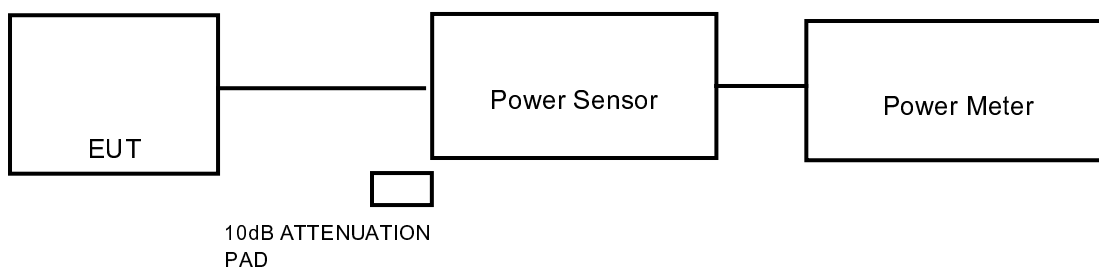 EUT
Power Sensor
Power Meter
10dB ATTENUATION
PAD